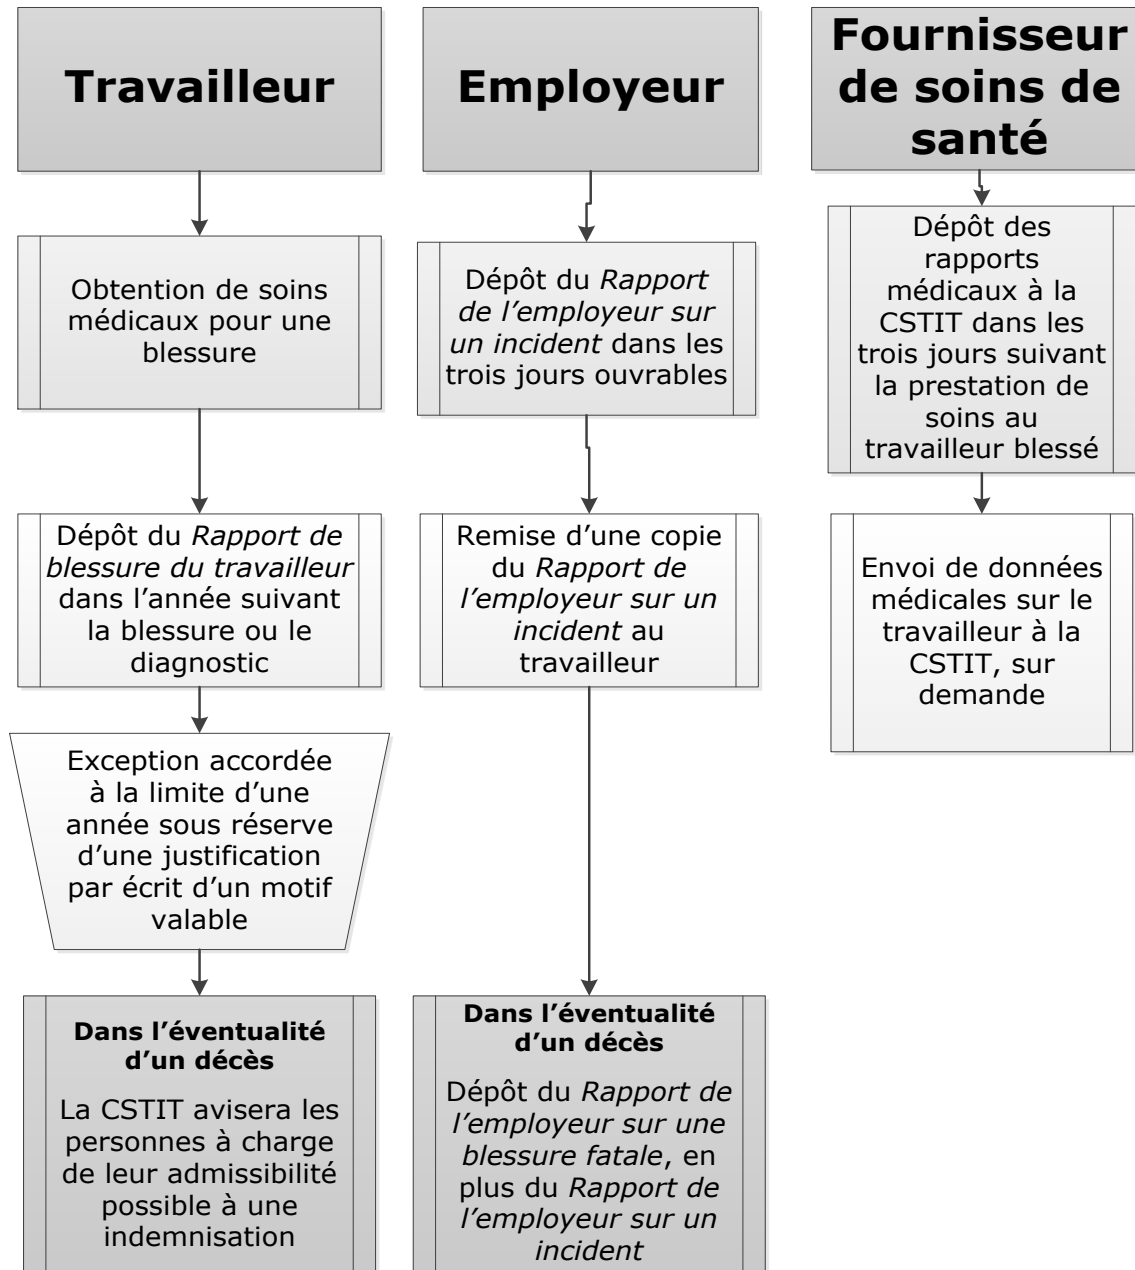 Travailleur
Obtention de soins
médicaux pour une
blessure
Dépôt du Rapport de
blessure du travailleur
dans l’année suivant
la blessure ou le
diagnostic
Exception accordée
à la limite d’une
année sous réserve
d’une justification
par écrit d’un motif
valable
Dans l’éventualité
d’un décès
La CSTIT avisera les
personnes à charge
de leur admissibilité
possible à une
indemnisation
Employeur
Dépôt du Rapport
de l’employeur sur
un incident dans les
trois jours ouvrables
Remise d’une copie
du Rapport de
l’employeur sur un
incident au
travailleur
Dans l’éventualité
d’un décès
Dépôt du Rapport de
l’employeur sur une
blessure fatale, en
plus du Rapport de
l’employeur sur un
incident
Fournisseur
de soins de
santé
Dépôt des
rapports
médicaux à la
CSTIT dans les
trois jours suivant
la prestation de
soins au
travailleur blessé
Envoi de données
médicales sur le
travailleur à la
CSTIT, sur
demande